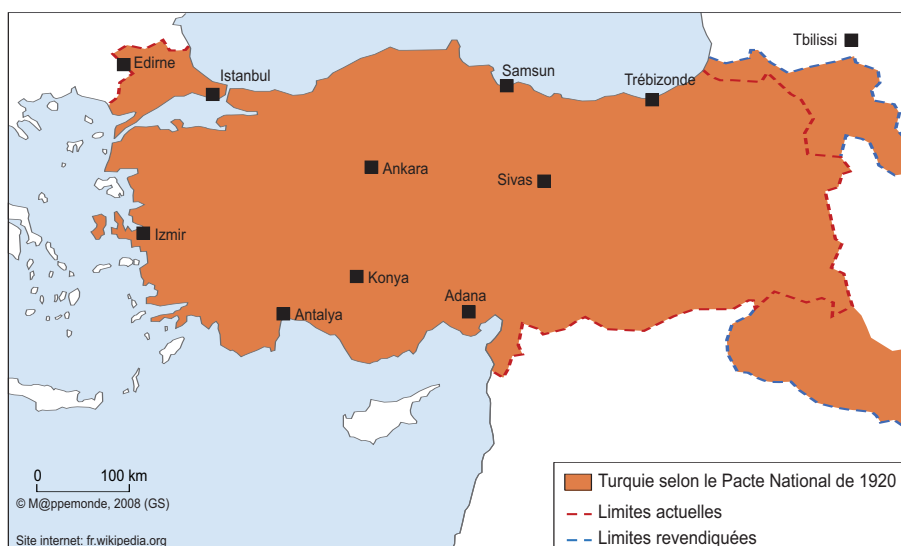 Tbilissi
Edirne
Istanbul
Samsun
Trébizonde
Ankara
Sivas
Izmir
Konya
Adana
Antalya
0 100 km
© M@ppemonde, 2008 (GS)
Site internet: fr.wikipedia.org
Turquie selon le Pacte National de 1920
Limites actuelles
Limites revendiquées